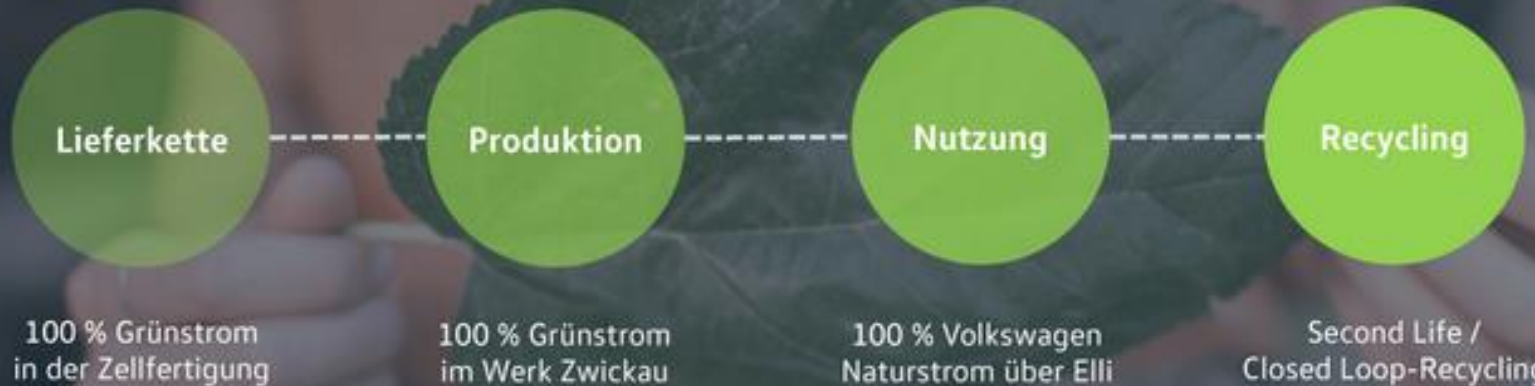 Lieferkette
Produktion
Nutzung
Recycling
100 % Grünstrom
in der Zellfertigung
100 % Grünstrom
im Werk Zwickau
100 % Volkswagen
Naturstrom über Elli
Second Life /
Closed Loop-Recycling